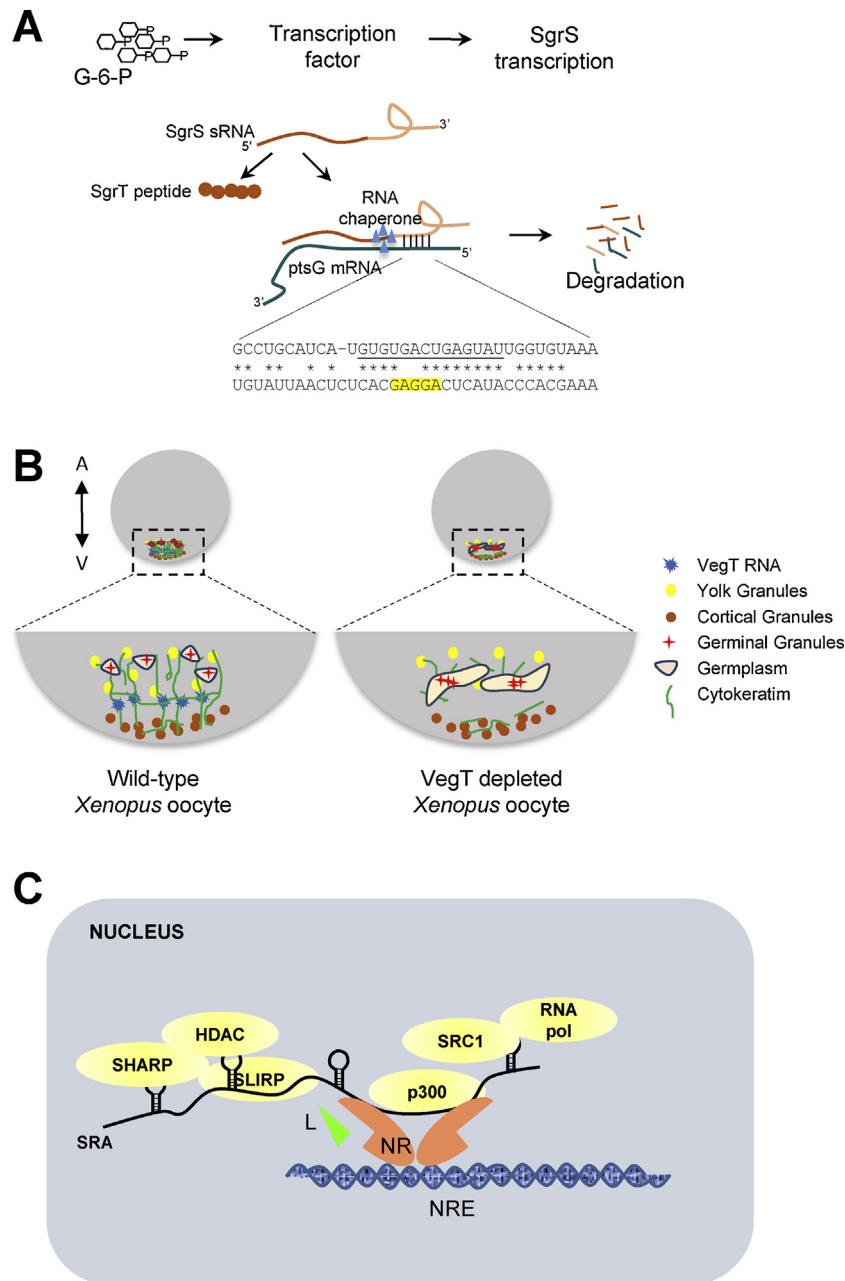 A
G-6-P
Transcription
factor
SgrS
transcription
SgrS sRNA
5’
3’
SgrT peptide
RNA
chaperone
ptsG mRNA
5’
3’
Degradation
GCCUGCAUCA-UGUGUGACUGAGUAUUGGUGUAAA
** ** * * **** ******** *****
UGUAUUAACUCUCACGAGGACUCAUACCCACGAAA
B
A
V
VegT RNA
Yolk Granules
Cortical Granules
Germinal Granules
Germplasm
Cytokeratim
Wild-type
Xenopus oocyte
VegT depleted
Xenopus oocyte
C
NUCLEUS
HDAC
SHARP
SLIRP
SRC1
RNA
pol
p300
SRA
L
NR
NRE